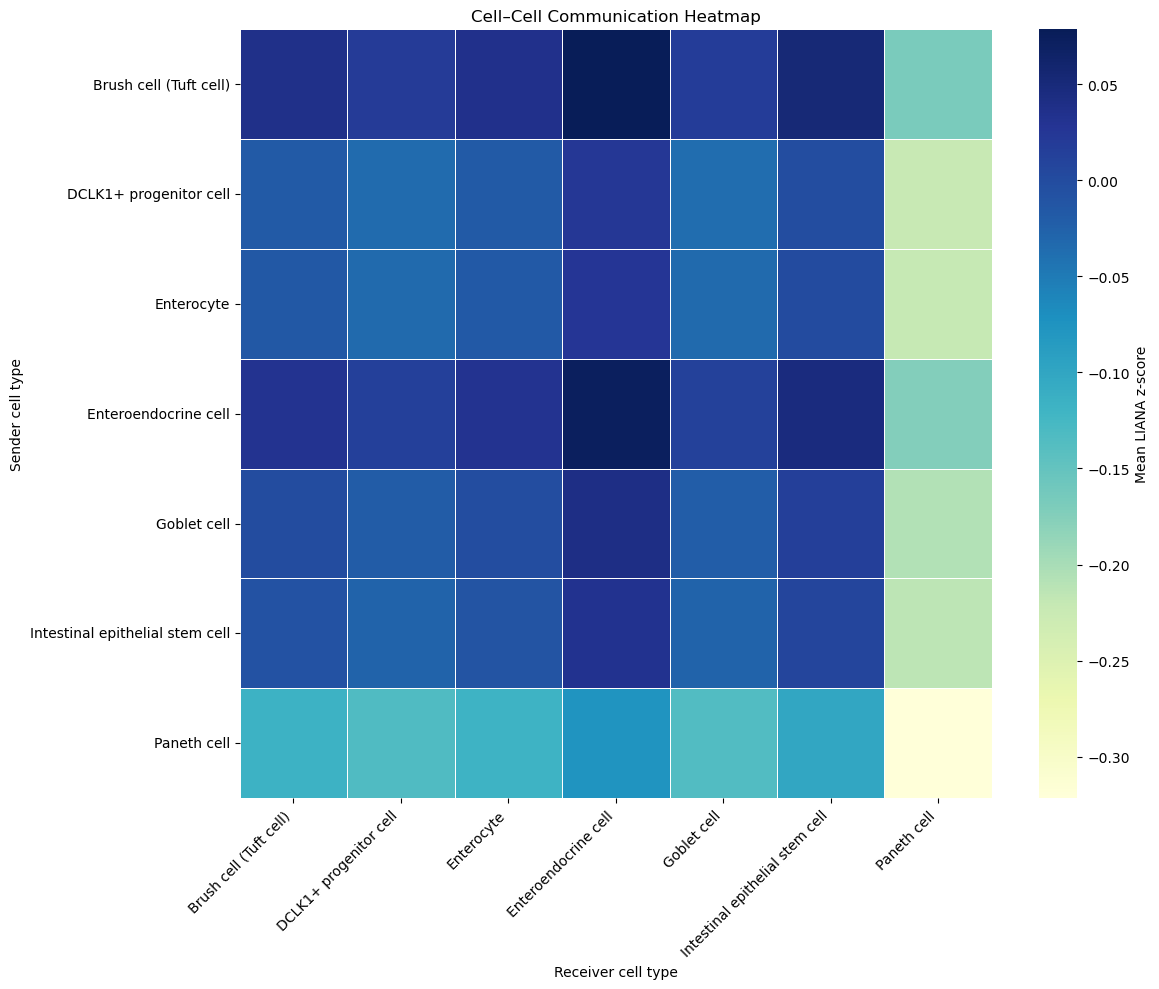 Cell–Cell Communication Heatmap
Sender cell type
Brush cell (Tuft cell)
DCLK1+ progenitor cell
Enterocyte
Enteroendocrine cell
Goblet cell
Intestinal epithelial stem cell
Paneth cell
Brush cell (Tuft cell)
DCLK1+ progenitor cell
Enterocyte
Enteroendocrine cell
Goblet cell
Intestinal epithelial stem cell
Paneth cell
Receiver cell type
0.05
0.00
−0.05
−0.10
−0.15
−0.20
−0.25
−0.30
Mean LIANA z-score